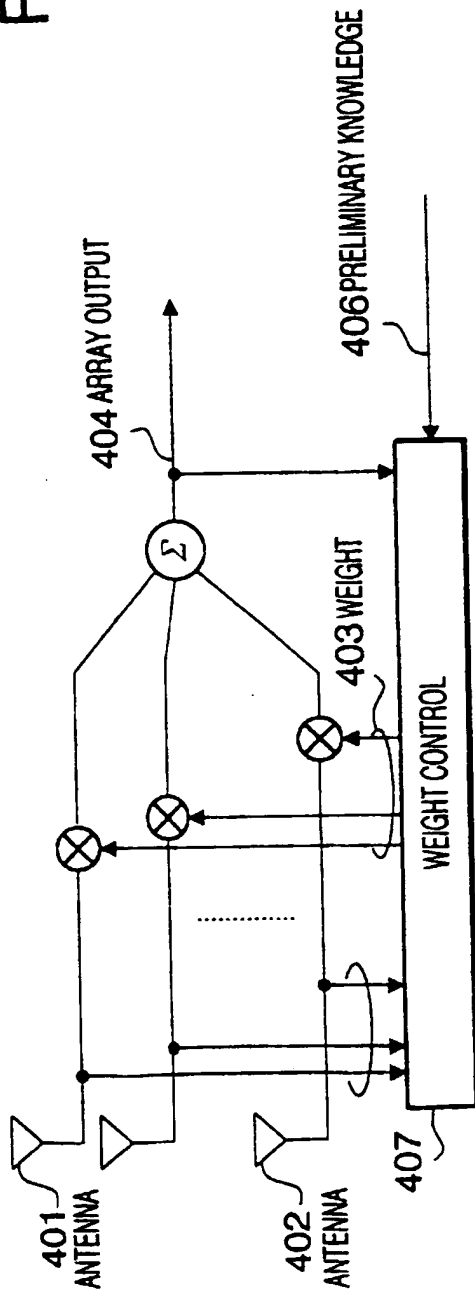 401
ANTENNA
402
ANTENNA
Σ
404 ARRAY OUTPUT
403 WEIGHT
406 PRELIMINARY KNOWLEDGE
WEIGHT CONTROL
407